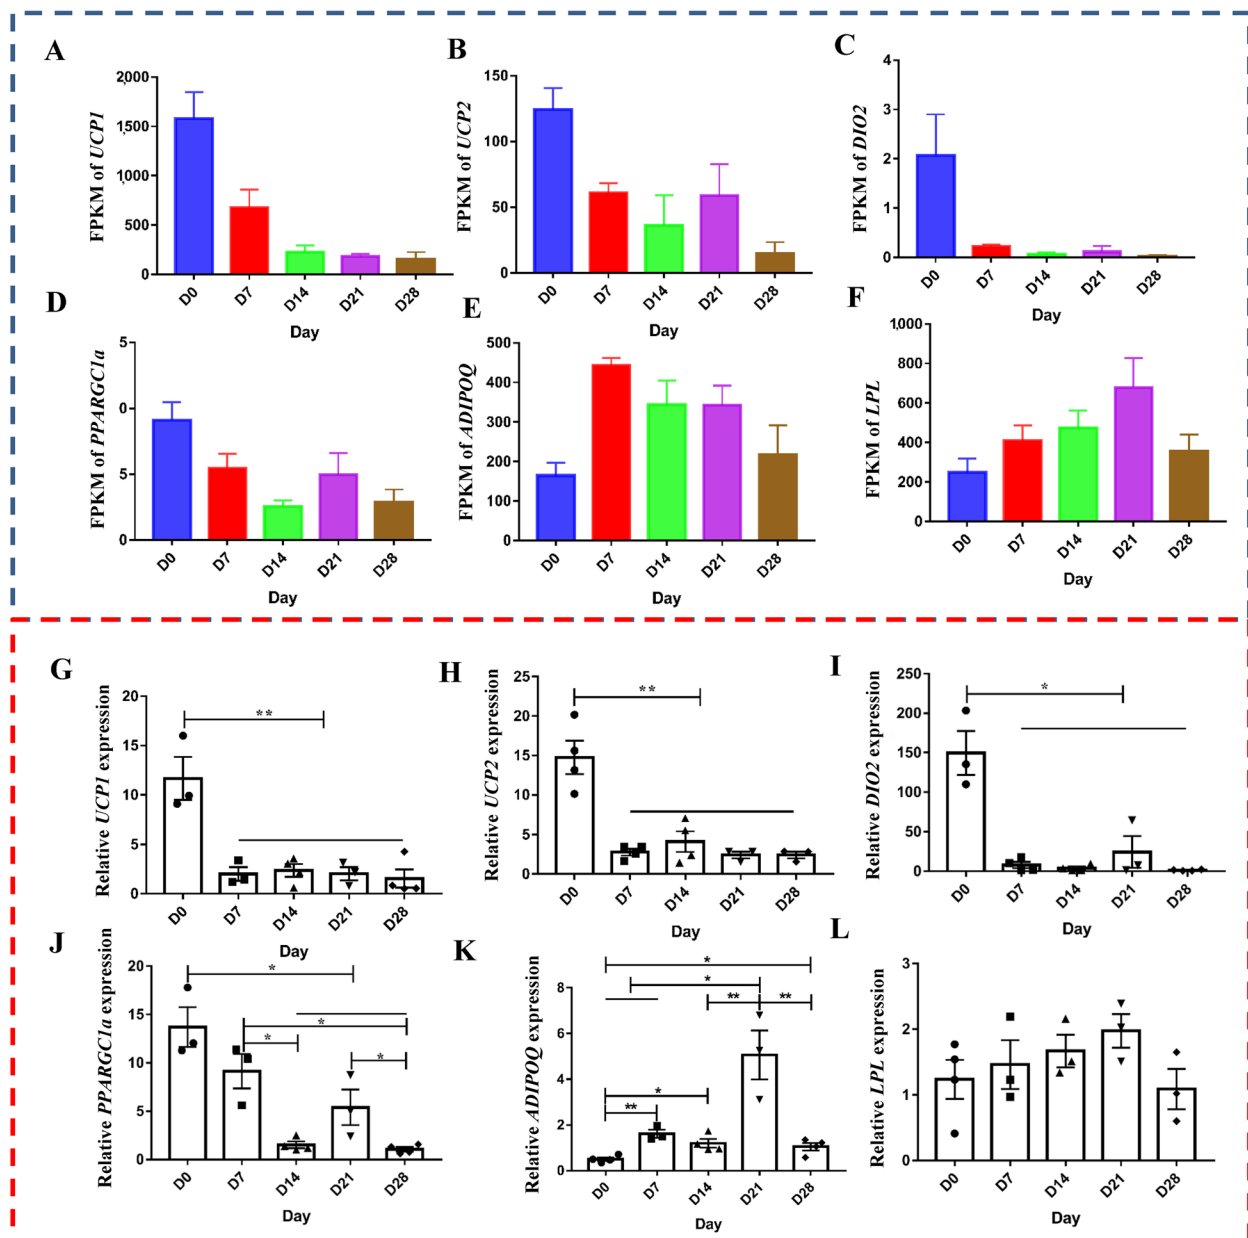 A
FPKM of UCP1
2000
1500
1,000
500
0
D0 D7 D14 D21 D28
Day
B
FPKM of UCP2
150
100
50
0
D0 D7 D14 D21 D28
Day
C
FPKM of DIO2
4
3
2
1
0
D0 D7 D14 D21 D28
Day
D
FPKM of PPARGC1a
5
0
5
0
D0 D7 D14 D21 D28
Day
E
FPKM of ADIPOQ
500
400
300
200
100
0
D0 D7 D14 D21 D28
Day
F
FPKM of LPL
1,000
800
600
400
200
0
D0 D7 D14 D21 D28
Day
G
Relative UCP1 expression
20
15
10
5
0
**
D0 D7 D14 D21 D28
Day
H
Relative UCP2 expression
25
20
15
10
5
0
**
D0 D7 D14 D21 D28
Day
I
Relative DIO2 expression
250
200
150
100
50
0
*
D0 D7 D14 D21 D28
Day
J
Relative PPARGC1a expression
20
15
10
5
0
*
*
*
*
D0 D7 D14 D21 D28
Day
K
Relative ADIPOQ expression
8
6
4
2
0
*
*
** **
*
**
D0 D7 D14 D21 D28
Day
L
Relative LPL expression
3
2
1
0
D0 D7 D14 D21 D28
Day